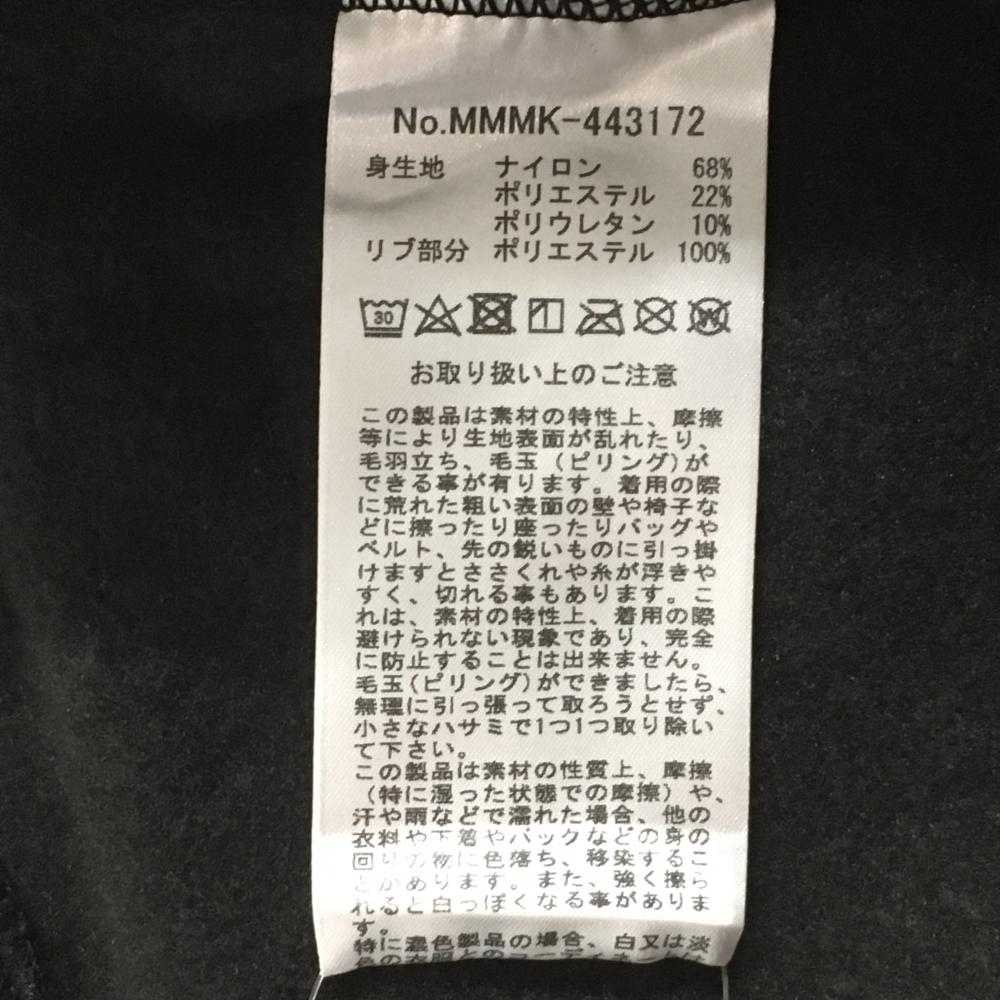 No.MMMK-443172
身生地 ナイロン 68%
ポリエステル 22%
ポリウレタン 10%
リブ部分 ポリエステル 100%
30 W
お取り扱い上のご注意
この製品は素材の特性上、摩擦
等により生地表面が乱れたり、
毛羽立ち、毛玉(ピリング)が
できる事が有ります。着用の際
に荒れた粗い表面の壁や椅子な
どに擦ったり座ったりバッグや
ベルト、先の鋭いものに引っ掛
けますとささくれや糸が浮きや
すく、切れる事もあります。こ
れは、素材の特性上、着用の際
避けられない現象であり、完全
に防止することは出来ません。
毛玉(ピリング)ができましたら、
無理に引っ張って取ろうとせず、
小さなハサミで1つ1つ取り除い
て下さい。
この製品は素材の性質上、摩擦
(特に湿った状態での摩擦)や、
汗や雨などで濡れた場合、他の
衣料や下着やバックなどの身の
回りの物に色落ち、移染するこ
とがあります。また、強く擦ら
れると白っぽくなる事がありま
す。
特に濃色製品の場合、白又は淡